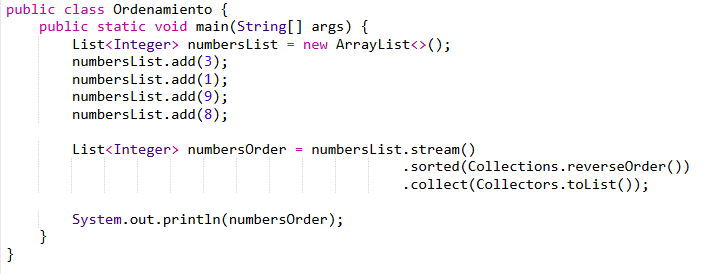 public class Ordenamiento {
    public static void main(String[] args) {
        List<Integer> numbersList = new ArrayList<>();
        numbersList.add(3);
        numbersList.add(1);
        numbersList.add(9);
        numbersList.add(8);
        List<Integer> numbersOrder = numbersList.stream()
                                                .sorted(Collections.reverseOrder())
                                                .collect(Collectors.toList());
        System.out.println(numbersOrder);
    }
}